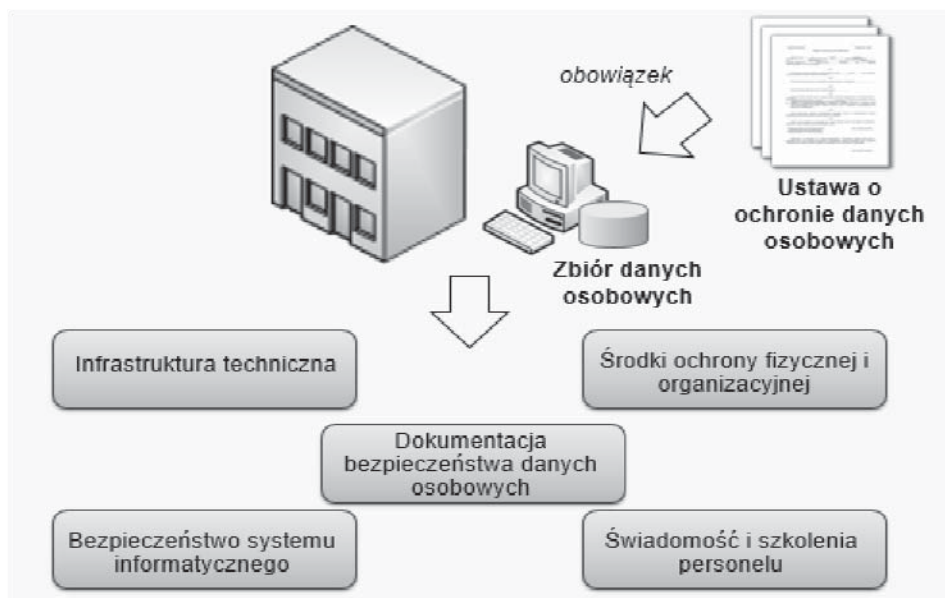 obowiązek
Ustawa o
ochronie danych
osobowych
Zbiór danych
osobowych
Infrastruktura techniczna
Środki ochrony fizycznej i
organizacyjnej
Dokumentacja
bezpieczeństwa danych
osobowych
Bezpieczeństwo systemu
informatycznego
Świadomość i szkolenia
personelu